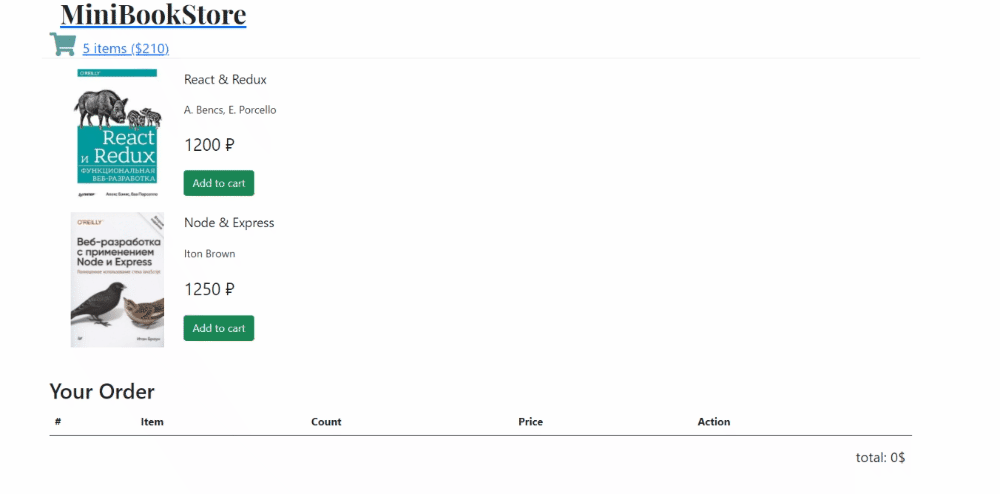 MiniBookStore
5 items ($210)
O'REILLY
React
и Redux
ФУНКЦИОНАЛЬНАЯ
ВЕБ-РАЗРАБОТКА
React & Redux
A. Bencs, E. Porcello
1200 ₽
Add to cart
O'REILLY
Веб-разработка
с применением
Node и Express
Node & Express
Iton Brown
1250 ₽
Add to cart
Your Order
# Item Count Price Action
total: 0$